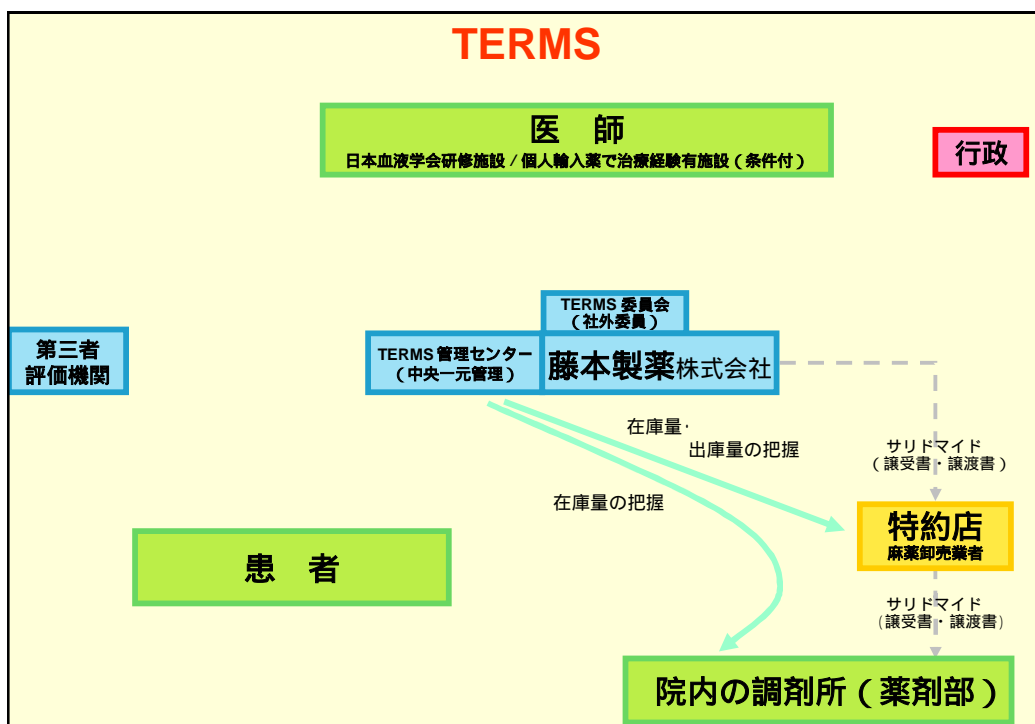 TERMS
医 師
日本血液学会研修施設 / 個人輸入薬で治療経験有施設(条件付)
行政
TERMS 委員会
(社外委員)
第三者
評価機関
TERMS 管理センター
(中央一元管理)
藤本製薬株式会社
在庫量・
出庫量の把握
在庫量の把握
サリドマイド
(譲受書・譲渡書)
特約店
麻薬卸売業者
患 者
サリドマイド
(譲受書・譲渡書)
院内の調剤所(薬剤部)